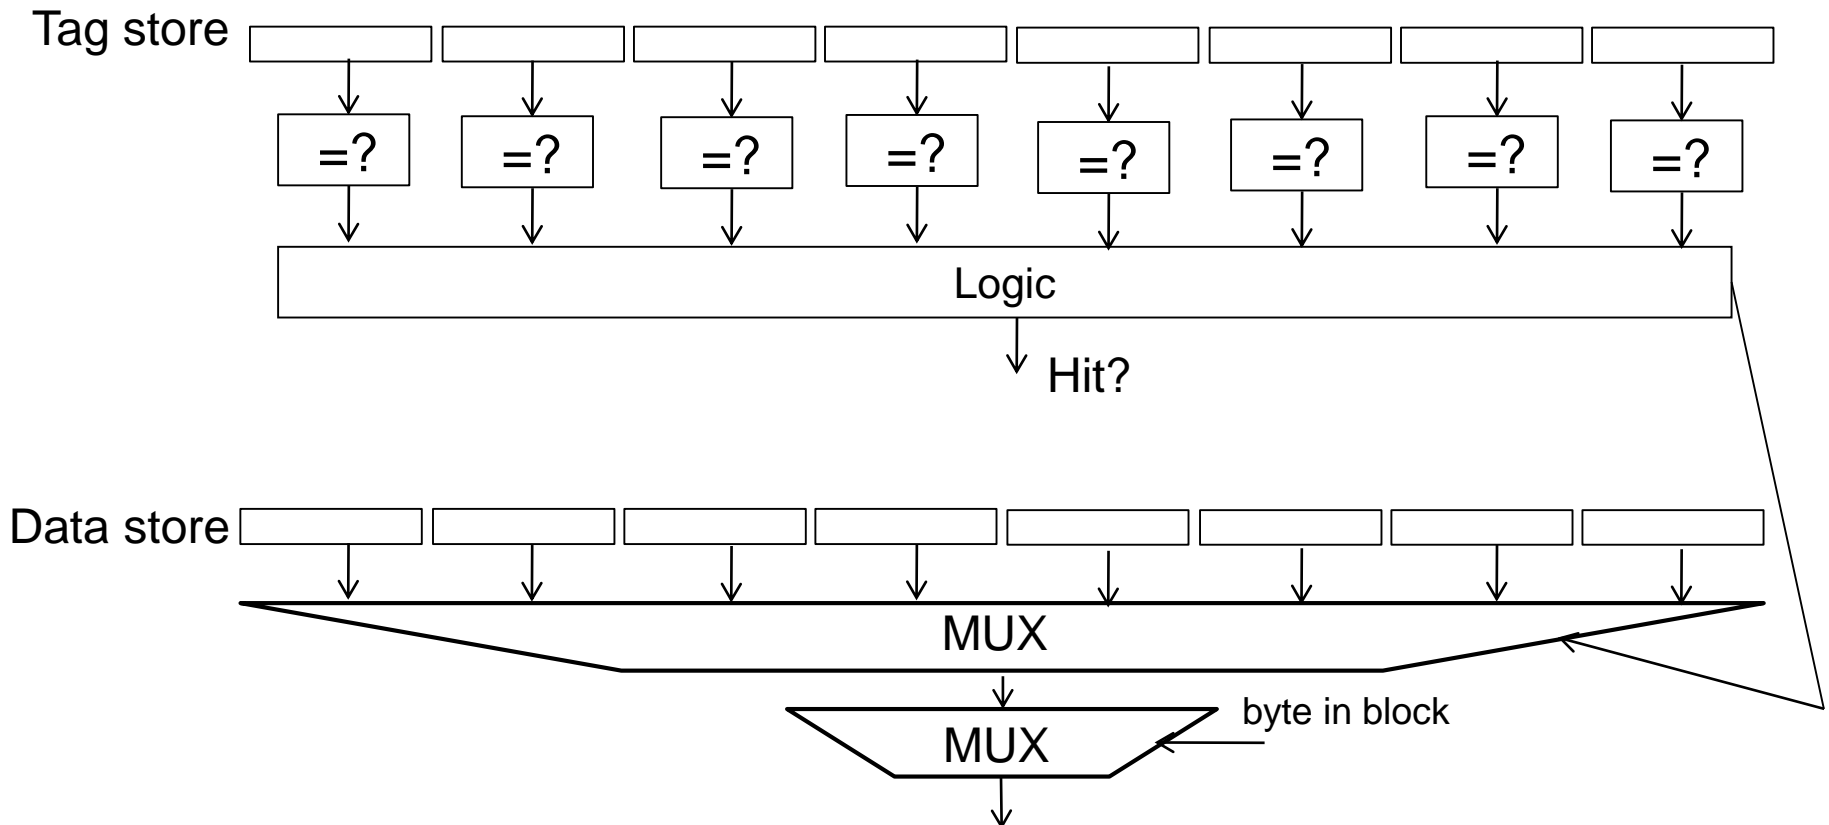 Tag store
=? =? =? =? =? =? =? =?
Logic
Hit?
Data store
MUX
byte in block
MUX